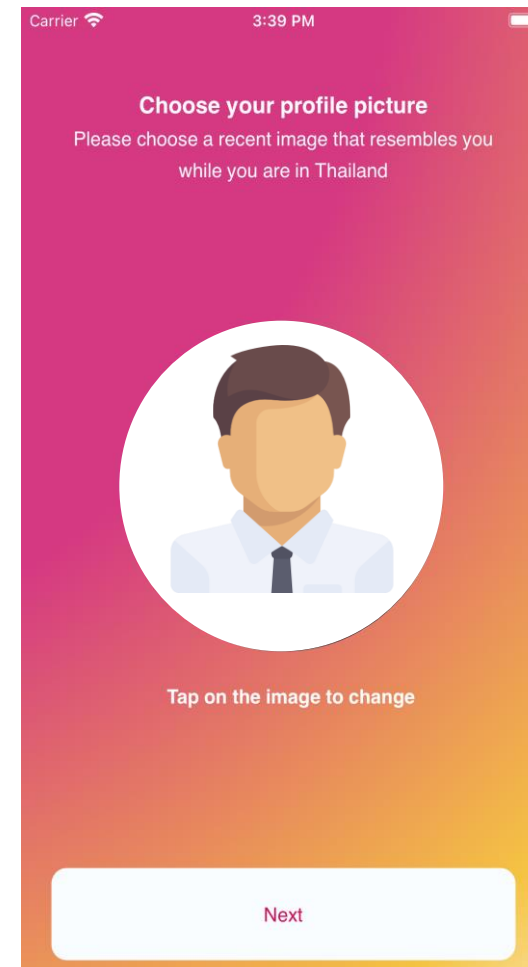 Carrier
3:39 PM
Choose your profile picture
Please choose a recent image that resembles you
while you are in Thailand
Tap on the image to change
Next